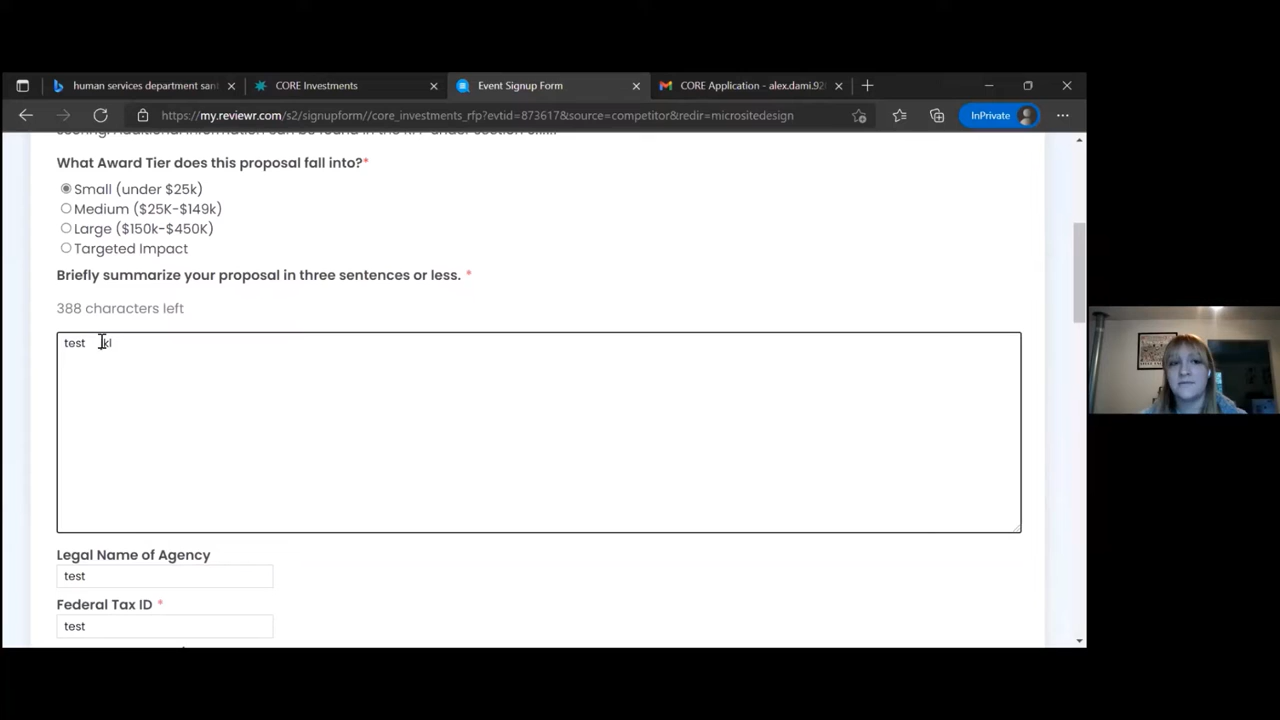 human services department sant
CORE Investments
Event Signup Form
CORE Application - alex.dami.92
https://my.reviewr.com/s2/signupform//core_investments_rfp?evtid=873617&source=competitor&redir=micrositedesign
InPrivate
What Award Tier does this proposal fall into?*
Small (under $25k)
Medium ($25K-$149k)
Large ($150k-$450K)
Targeted Impact
Briefly summarize your proposal in three sentences or less. *
388 characters left
test
Legal Name of Agency
test
Federal Tax ID *
test